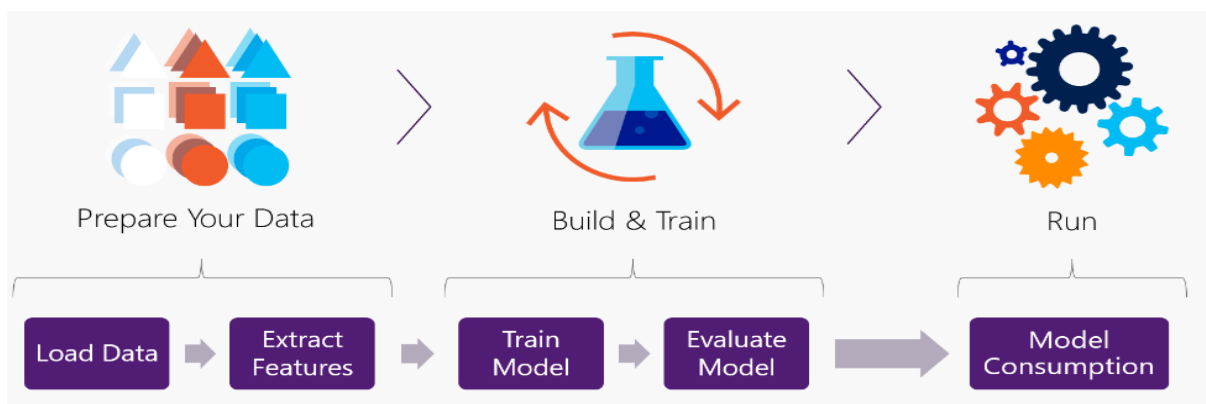 Prepare Your Data
Build & Train
Run
Load Data
Extract
Features
Train
Model
Evaluate
Model
Model
Consumption